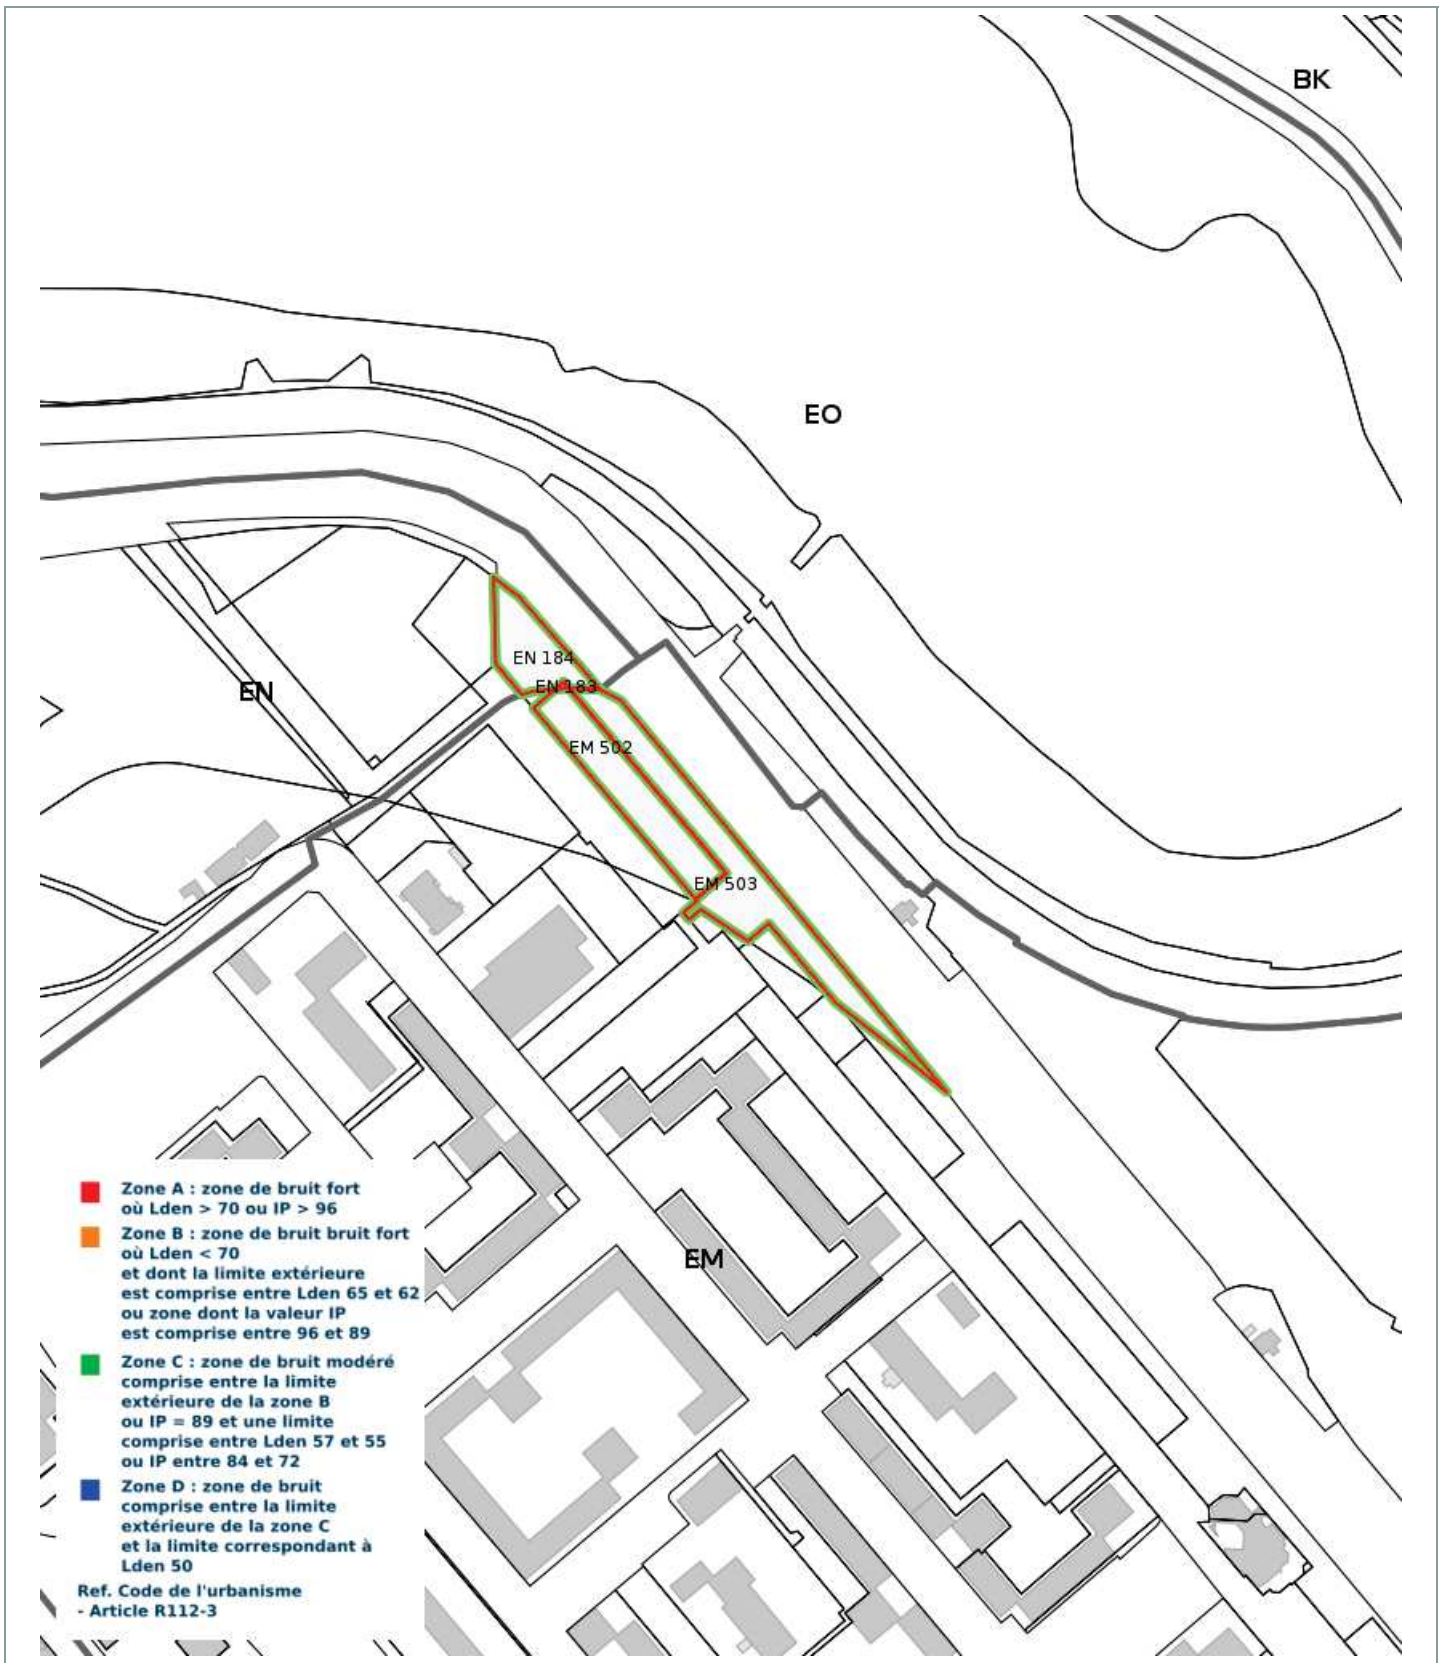 BK
EO
EN 184
EN 183
EN
EM 502
EM 503
EM
Zone A : zone de bruit fort
où Lden > 70 ou IP > 96
Zone B : zone de bruit bruit fort
où Lden < 70
et dont la limite extérieure
est comprise entre Lden 65 et 62
ou zone dont la valeur IP
est comprise entre 96 et 89
Zone C : zone de bruit modéré
comprise entre la limite
extérieure de la zone B
ou IP = 89 et une limite
comprise entre Lden 57 et 55
ou IP entre 84 et 72
Zone D : zone de bruit
comprise entre la limite
extérieure de la zone C
et la limite correspondant à
Lden 50
Ref. Code de l'urbanisme
- Article R112-3